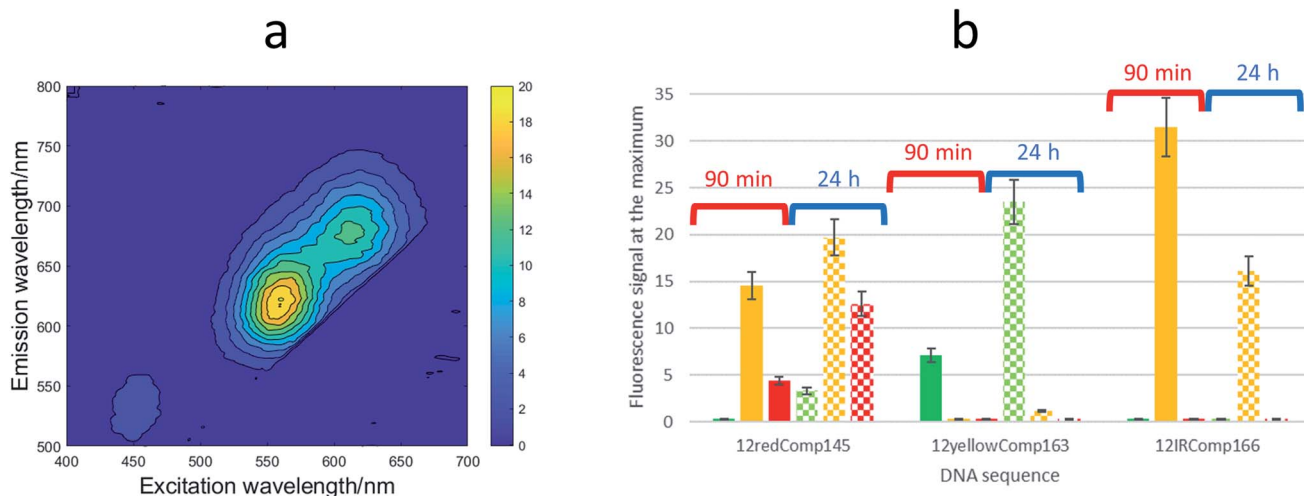 a
800
750
700
650
600
550
500
400
450
500
550
600
650
700
Emission wavelength/nm
Excitation wavelength/nm
20
18
16
14
12
10
8
6
4
2
0
b
35
30
25
20
15
10
5
0
Fluorescence signal at the maximum
90 min
24 h
90 min
24 h
90 min
24 h
12redComp145
12yellowComp163
12IRComp166
DNA sequence